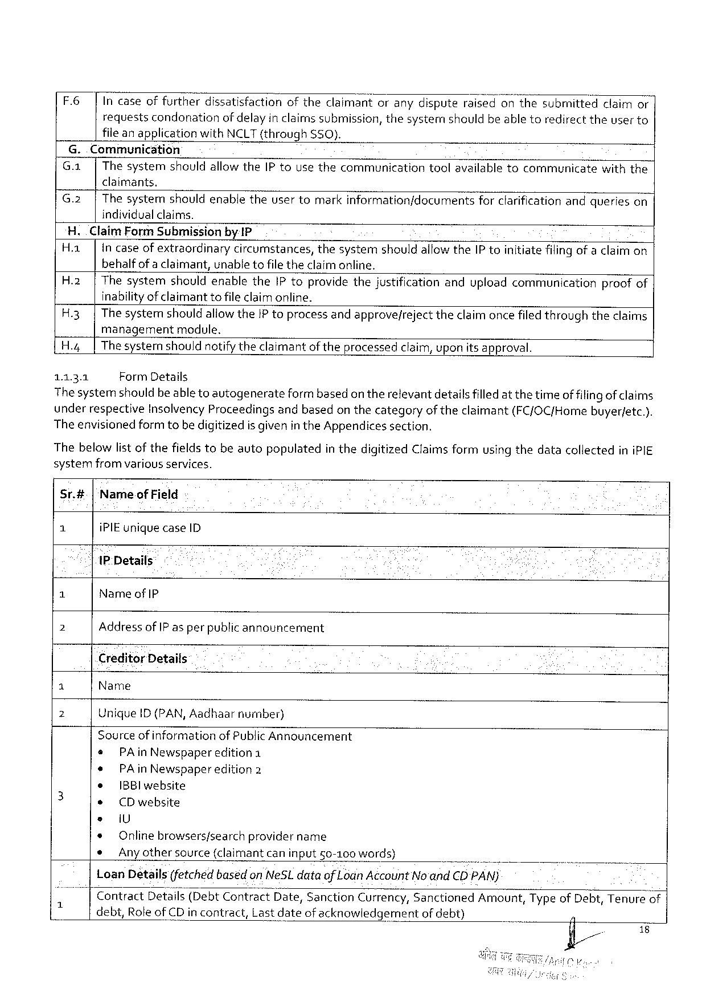 F.6 In case of further dissatisfaction of the claimant or any dispute raised on the submitted claim or
requests condonation of delay in claims submission, the system should be able to redirect the user to
file an application with NCLT (through SSO).
G. Communication
G.1 The system should allow the IP to use the communication tool available to communicate with the
claimants.
G.2 The system should enable the user to mark information/documents for clarification and queries on
individual claims.
H. Claim Form Submission by IP
H.1 In case of extraordinary circumstances, the system should allow the IP to initiate filing of a claim on
behalf of a claimant, unable to file the claim online.
H.2 The system should enable the IP to provide the justification and upload communication proof of
inability of claimant to file claim online.
H.3 The system should allow the IP to process and approve/reject the claim once filed through the claims
management module.
H.4 The system should notify the claimant of the processed claim, upon its approval.
1.1.3.1 Form Details
The system should be able to autogenerate form based on the relevant details filled at the time of filing of claims
under respective Insolvency Proceedings and based on the category of the claimant (FC/OC/Home buyer/etc.).
The envisioned form to be digitized is given in the Appendices section.
The below list of the fields to be auto populated in the digitized Claims form using the data collected in iPIE
system from various services.
Sr.# Name of Field
1 iPIE unique case ID
IP Details
1 Name of IP
2 Address of IP as per public announcement
Creditor Details
1 Name
2 Unique ID (PAN, Aadhaar number)
Source of information of Public Announcement
• PA in Newspaper edition 1
• PA in Newspaper edition 2
• IBBI website
3
• CD website
• IU
• Online browsers/search provider name
• Any other source (claimant can input 50-100 words)
Loan Details (fetched based on NeSL data of Loan Account No and CD PAN)
Contract Details (Debt Contract Date, Sanction Currency, Sanctioned Amount, Type of Debt, Tenure of
1
debt, Role of CD in contract, Last date of acknowledgement of debt)
18
/Under